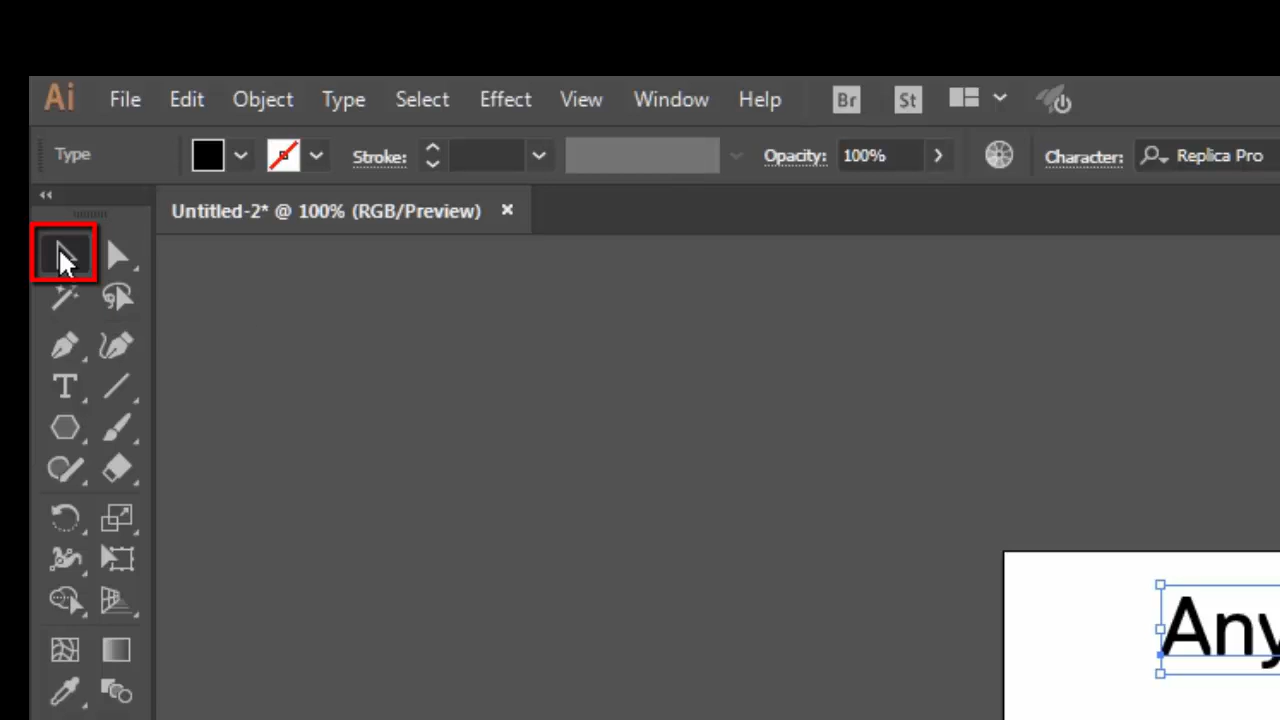 Ai File Edit Object Type Select Effect View Window Help Br St
Type Stroke: Opacity: 100% Character: Replica Pro
Untitled-2* @ 100% (RGB/Preview)
Any